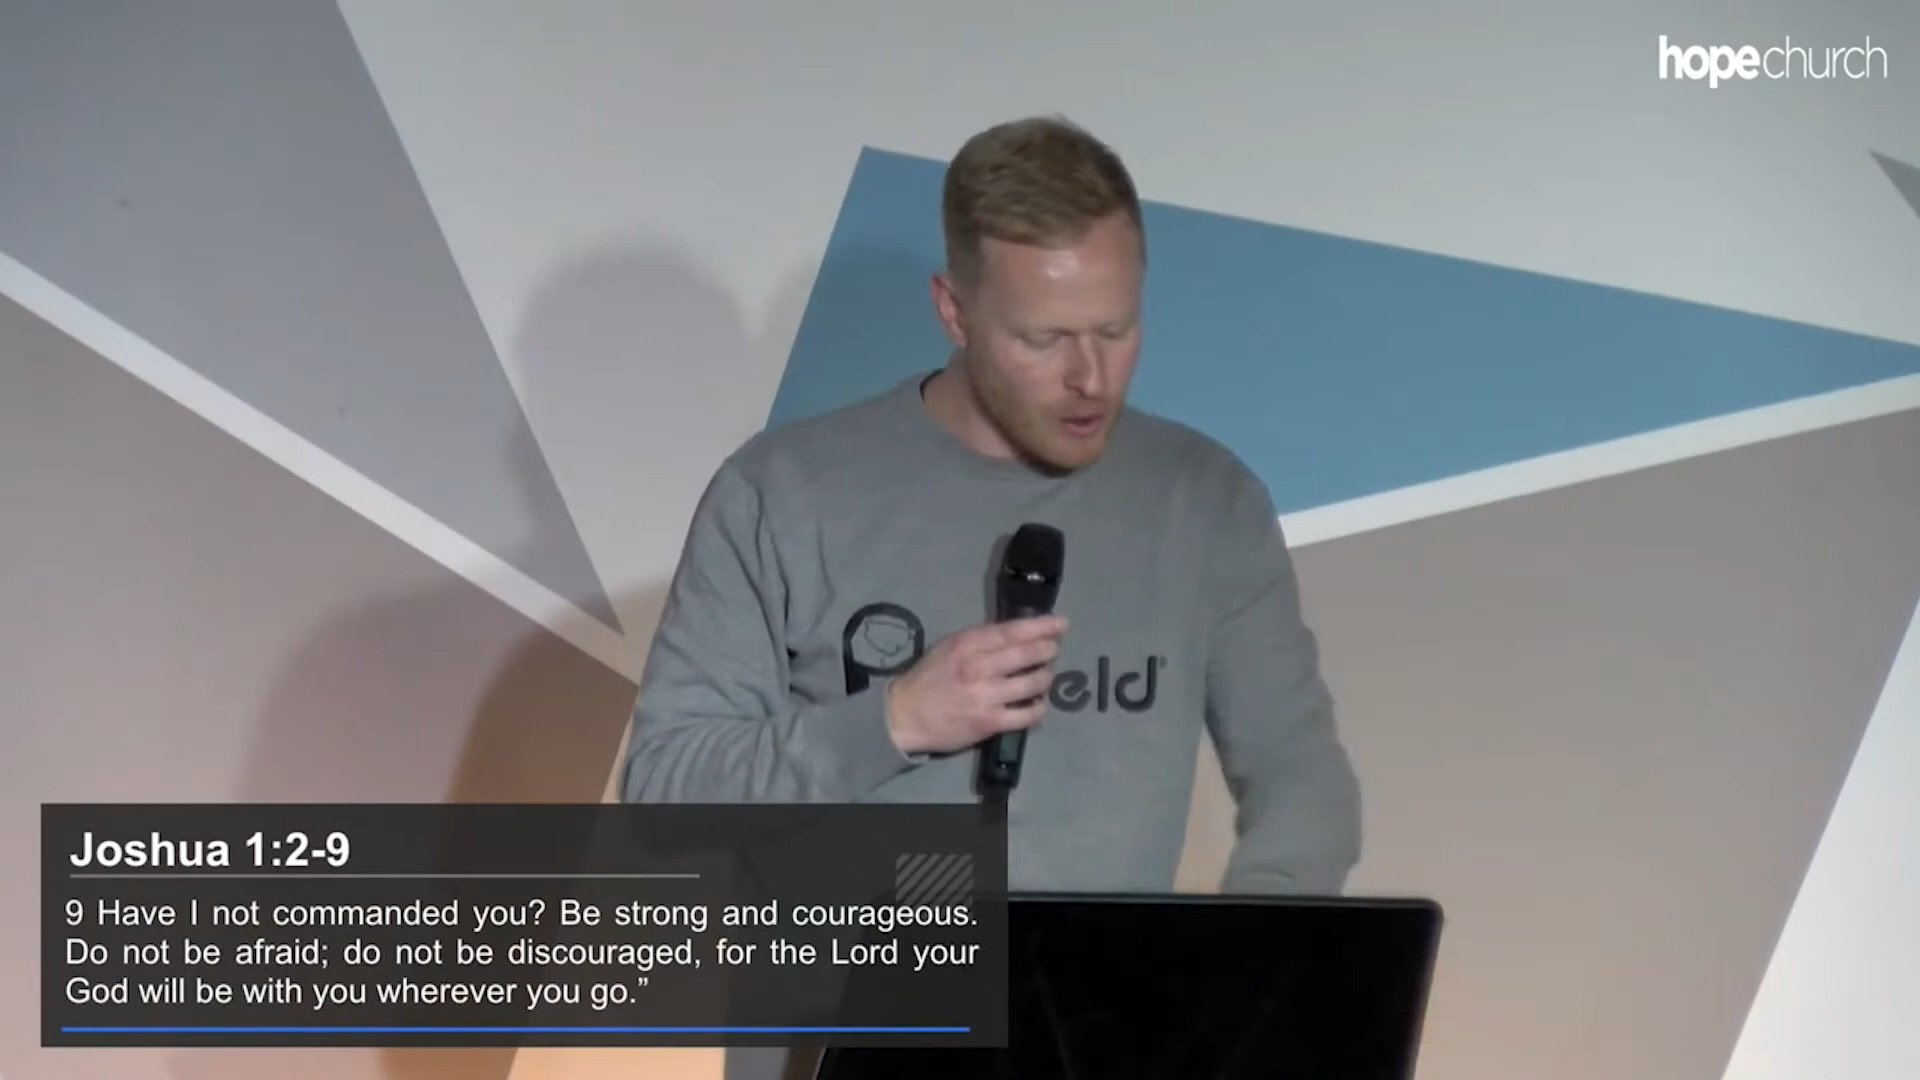 hopechurch
eld
Joshua 1:2-9
9 Have I not commanded you? Be strong and courageous.
Do not be afraid; do not be discouraged, for the Lord your
God will be with you wherever you go.”